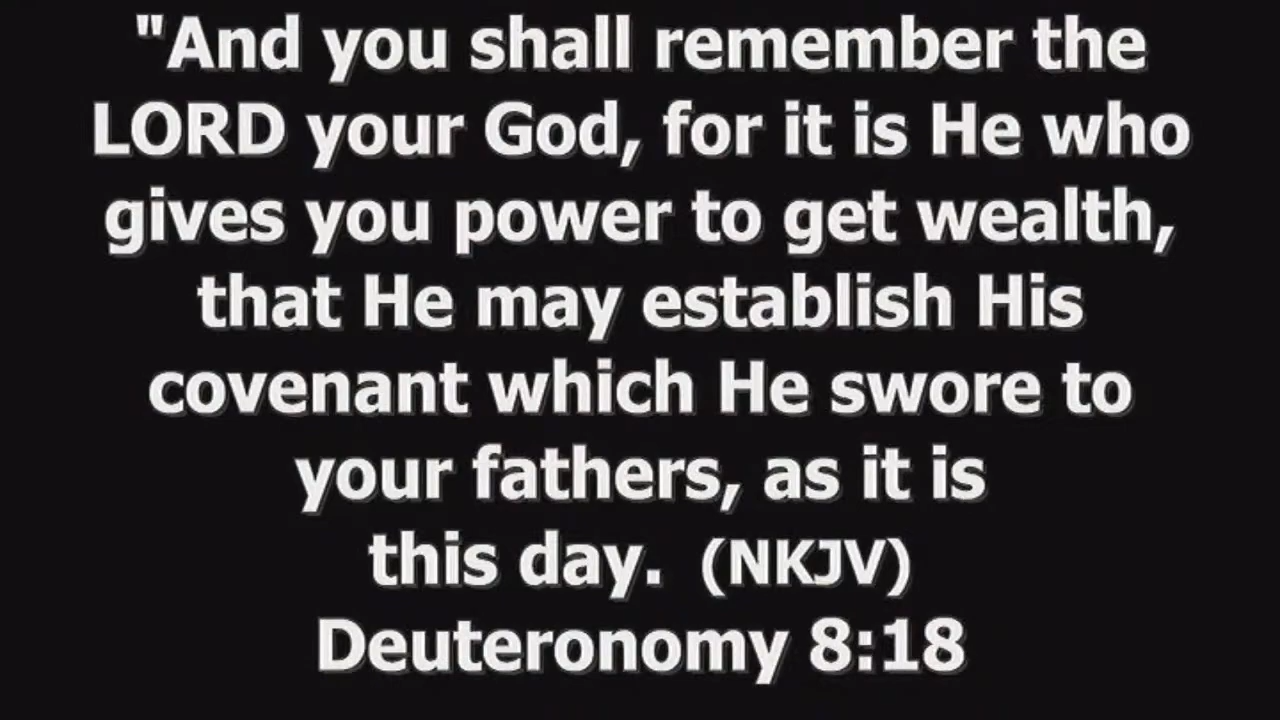 "And you shall remember the
LORD your God, for it is He who
gives you power to get wealth,
that He may establish His
covenant which He swore to
your fathers, as it is
this day. (NKJV)
Deuteronomy 8:18